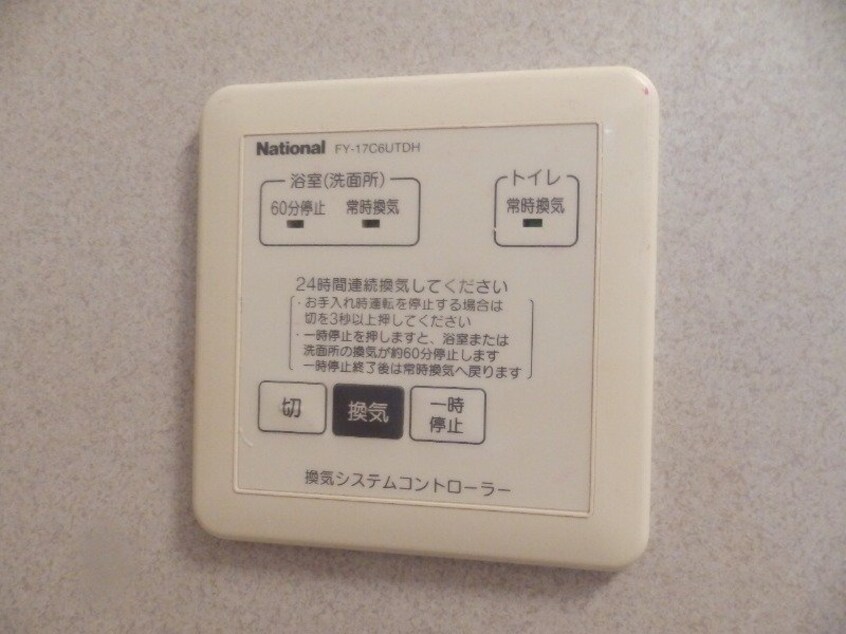 National FY-17C6UTDH
浴室(洗面所)
60分停止 常時換気
トイレ
常時換気
24時間連続換気してください
・お手入れ時運転を停止する場合は
切を3秒以上押してください
・一時停止を押しますと、浴室または
洗面所の換気が約60分停止します
一時停止終了後は常時換気へ戻ります
切
換気
一時
停止
換気システムコントローラー